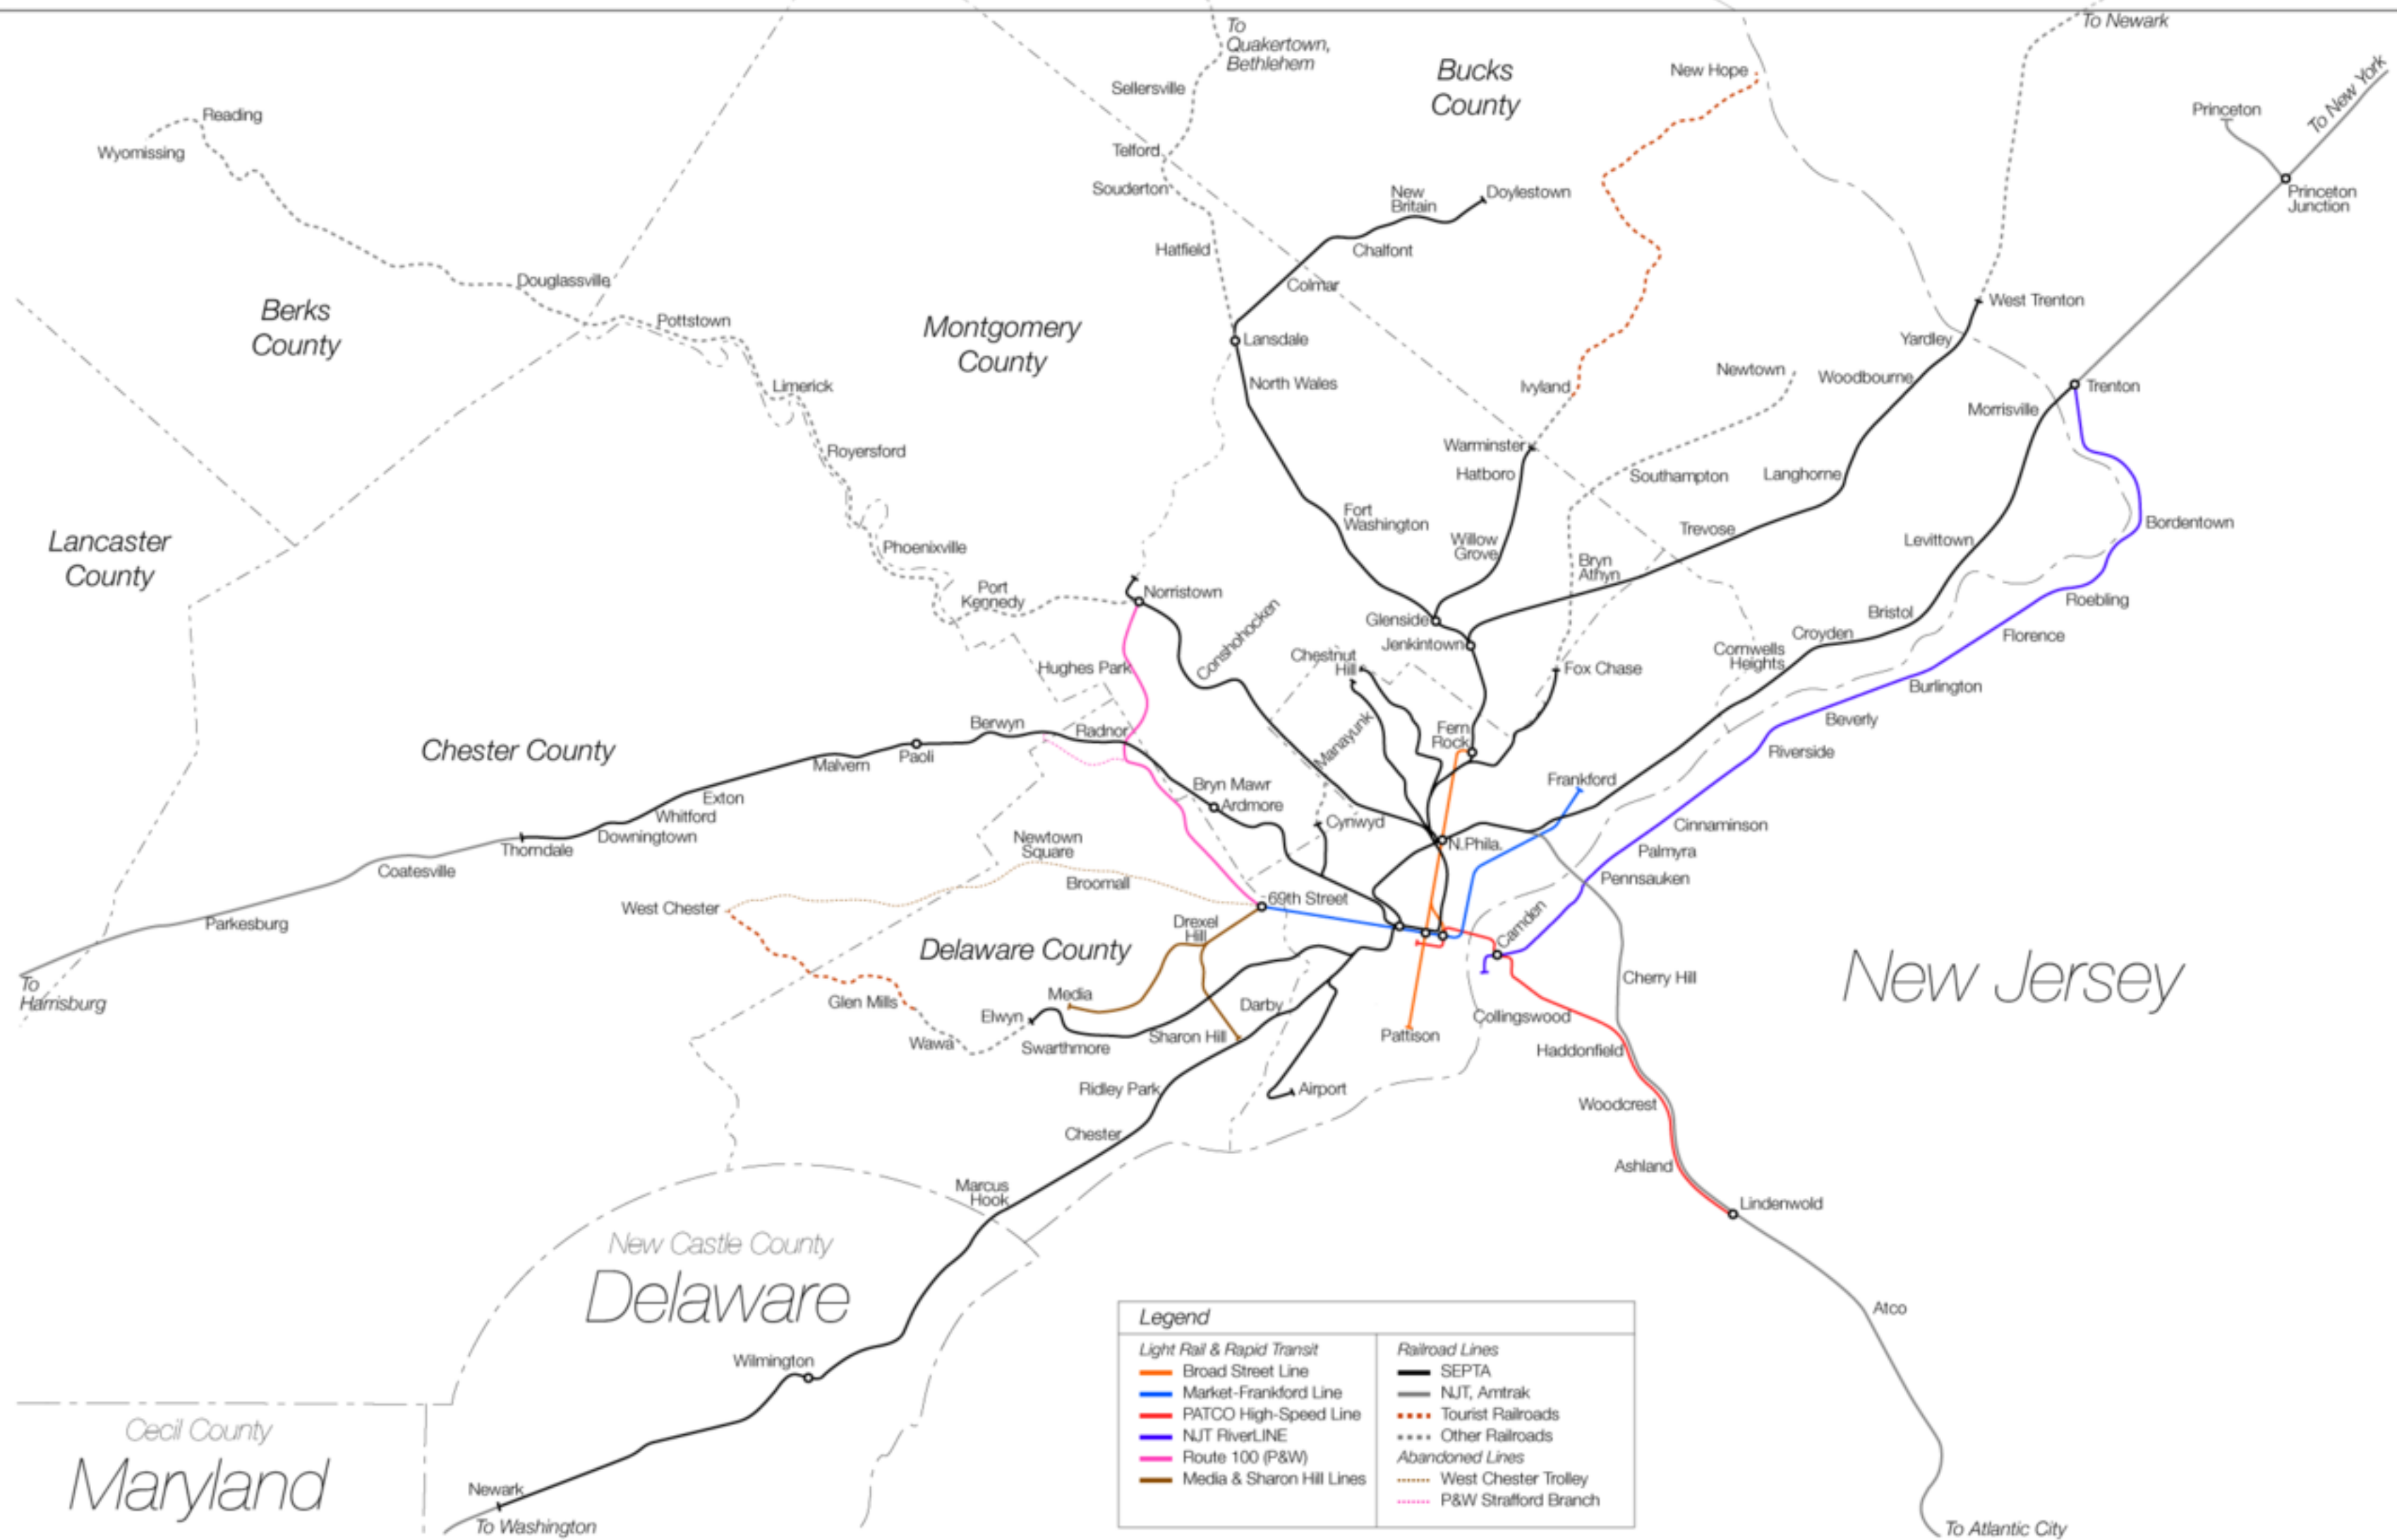 To
Quakertown,
Bethlehem
To Newark
Bucks
County
New Hope
To New York
Sellersville
Princeton
Reading
Wyomissing
Telford
Souderton
New
Britain
Doylestown
Princeton
Junction
Hatfield
Chalfont
Douglassville
Colmar
West Trenton
Berks
County
Pottstown
Montgomery
County
Lansdale
Yardley
North Wales
Newtown
Woodbourne
Limerick
Ivyland
Trenton
Morrisville
Royersford
Warminster
Hatboro
Southampton
Langhorne
Fort
Washington
Trevose
Bordentown
Lancaster
County
Phoenixville
Willow
Grove
Levittown
Bryn
Athyn
Port
Kennedy
Norristown
Conshohocken
Glenside
Jenkintown
Roebling
Bristol
Croyden
Florence
Cornwells
Heights
Hughes Park
Chestnut
Hill
Fox Chase
Burlington
Chester County
Berwyn
Radnor
Manayunk
Fern
Rock
Beverly
Riverside
Malvern
Paoli
Bryn Mawr
Ardmore
Frankford
Exton
Whitford
Downingtown
Thorndale
Cynwyd
N.Phila.
Cinnaminson
Newtown
Square
Palmyra
Coatesville
Broomall
Pennsauken
69th Street
West Chester
Parkesburg
Drexel
Hill
Camden
Delaware County
To
Harrisburg
Cherry Hill
New Jersey
Glen Mills
Media
Elwyn
Darby
Collingswood
Wawa
Swarthmore
Sharon Hill
Pattison
Haddonfield
Ridley Park
Airport
Woodcrest
Chester
Ashland
Marcus
Hook
Lindenwold
New Castle County
Delaware
Atco
Wilmington
Cecil County
Maryland
Newark
To Washington
To Atlantic City
Legend
Light Rail & Rapid Transit
Broad Street Line
Market-Frankford Line
PATCO High-Speed Line
NJT RiverLINE
Route 100 (P&W)
Media & Sharon Hill Lines
Railroad Lines
SEPTA
NJT, Amtrak
Tourist Railroads
Other Railroads
Abandoned Lines
West Chester Trolley
P&W Strafford Branch